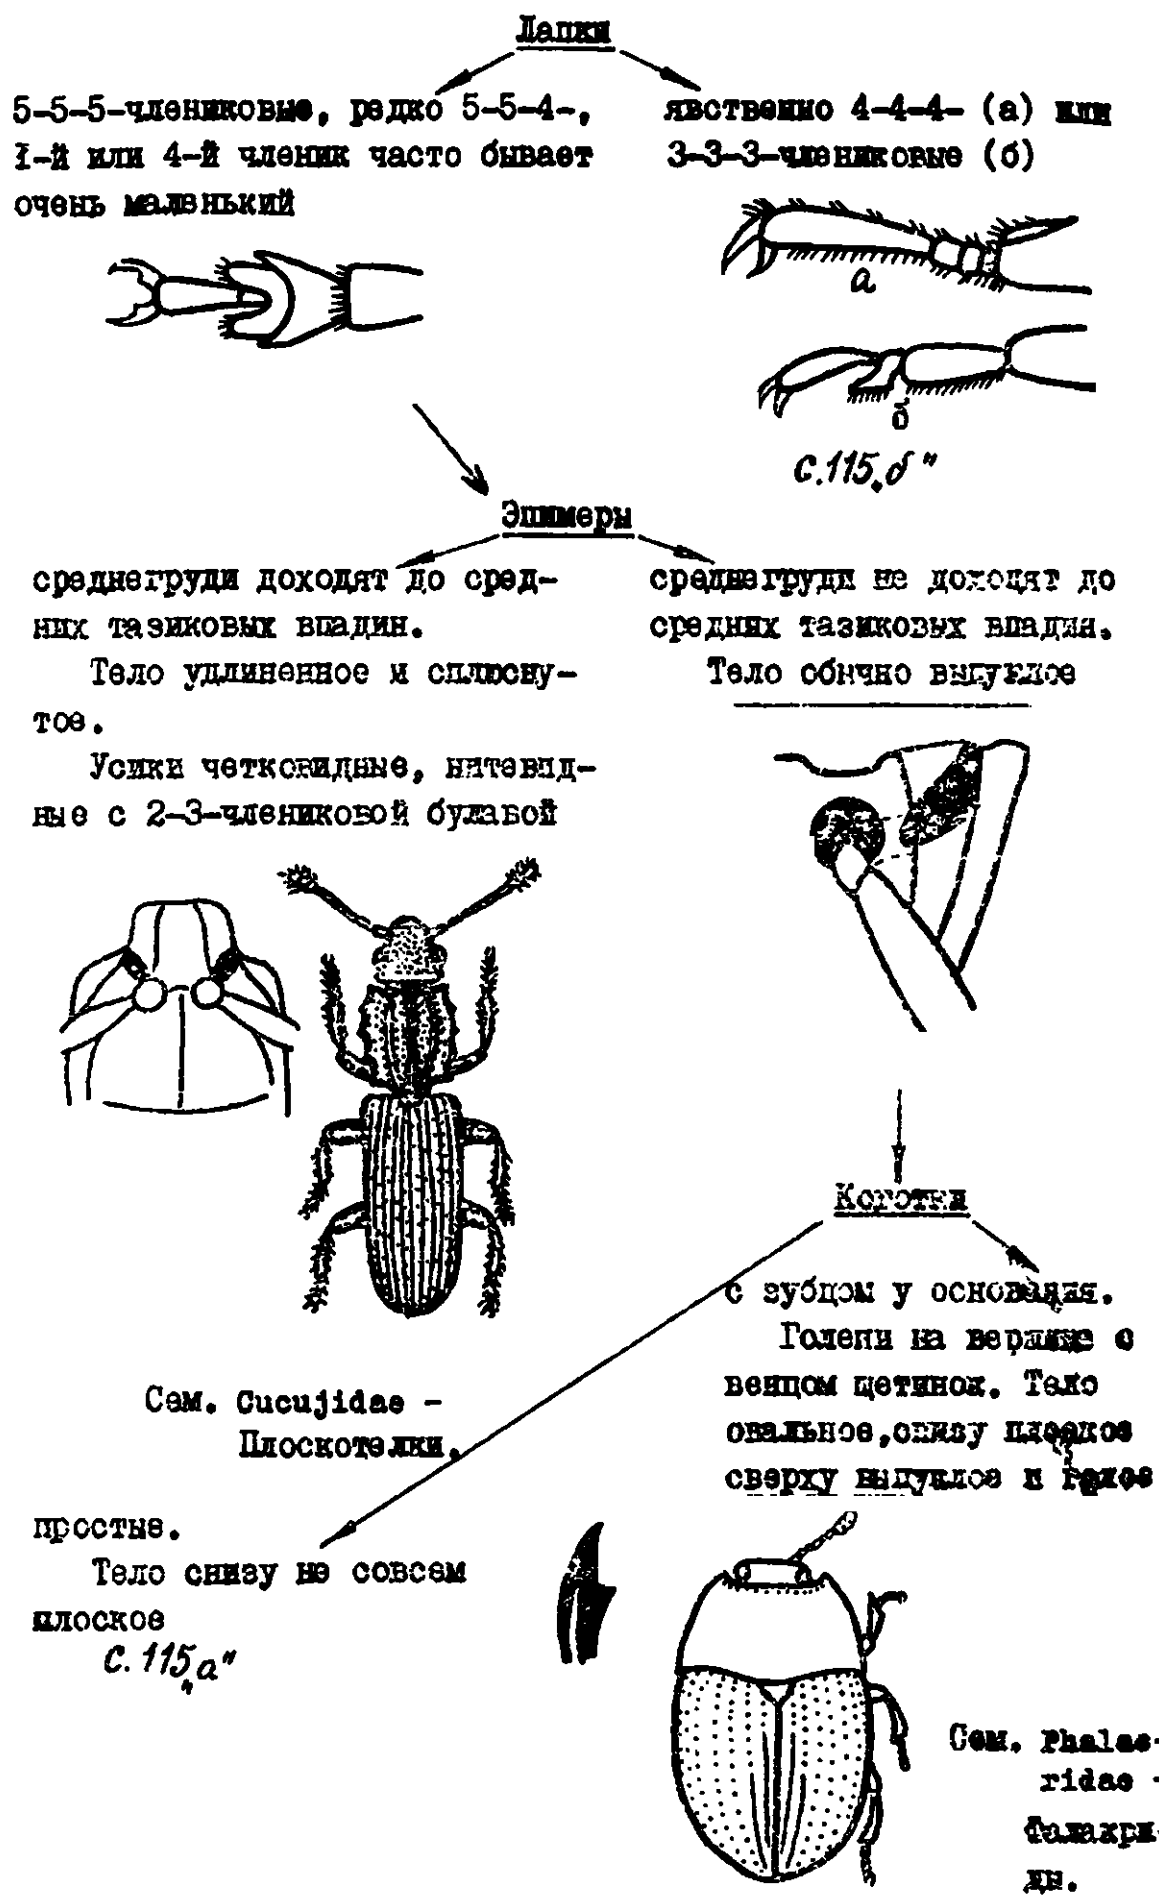 Лапки
5-5-5-члениковые, редко 5-5-4-,
I-й или 4-й членик часто бывает
очень маленький
явственно 4-4-4- (а) или
3-3-3-члениковые (б)
а
б
с.115„б"
Эпимеры
среднегруди доходят до сред-
них тазиковых впадин.
Тело удлиненное и сплюсну-
тое.
Усики четковидные, нитевид-
ные с 2-3-члениковой булавой
среднегруди не доходят до
средних тазиковых впадин.
Тело обычно выпуклое
Сем. Cucujidae -
Плоскотелки.
Коготки
с зубцом у основания.
Голени на вершине с
венцом щетинок. Тело
овальное, снизу плоское
сверху выпуклое и голое
простые.
Тело снизу не совсем
плоское
с. 115„а"
Сем. Phalac-
ridae -
Фалакри-
ды.